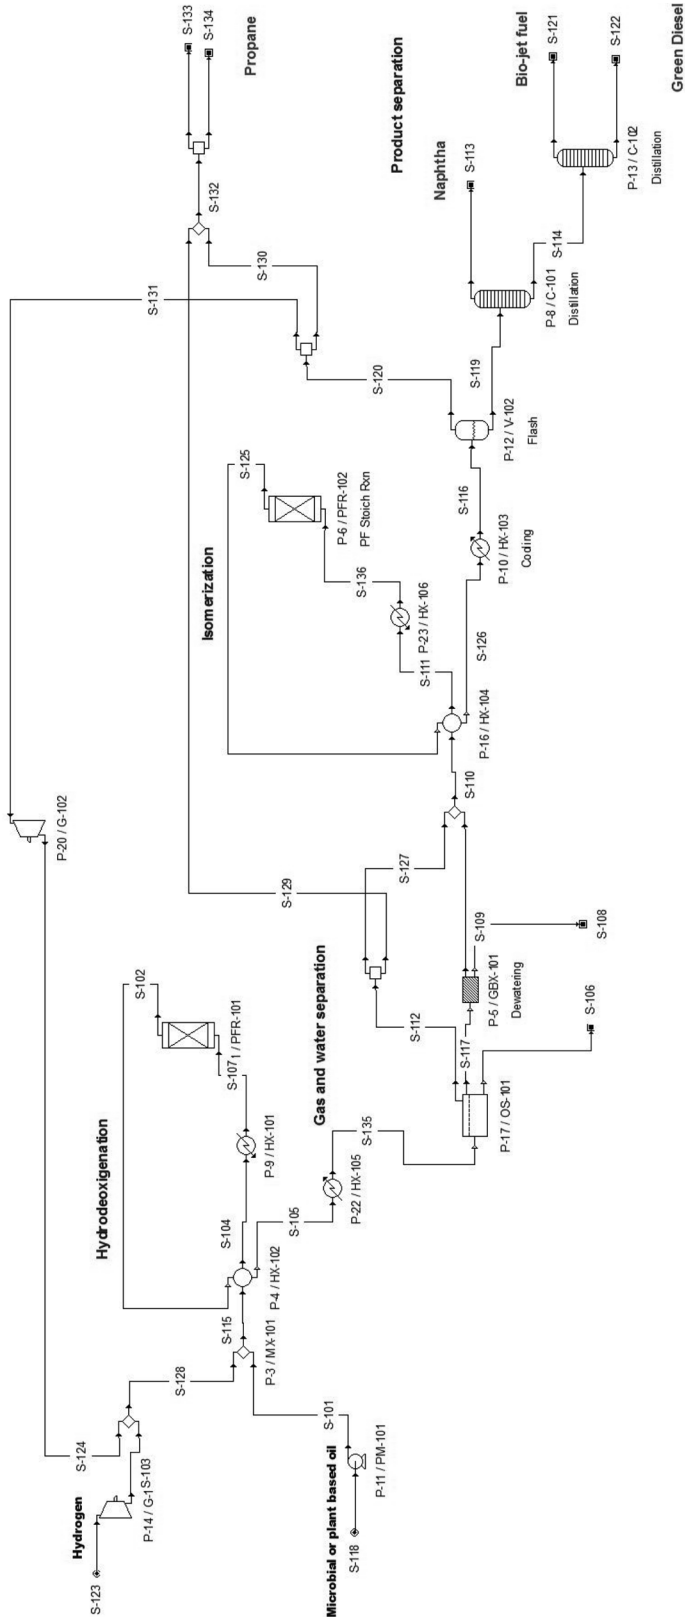 S-123
Hydrogen
P-14 / G-1
S-103
S-124
S-128
Microbial or plant based oil
S-118
P-11 / PM-101
S-101
P-3 / MX-101
S-115
Hydrodeoxigenation
P-4 / HX-102
S-104
S-105
P-9 / HX-101
S-107
1 / PFR-101
S-102
P-22 / HX-105
S-135
Gas and water separation
P-17 / OS-101
S-106
S-112
S-117
P-5 / GBX-101
Dewatering
S-109
S-108
S-129
S-127
S-110
P-20 / G-102
Isomerization
P-16 / HX-104
S-111
S-126
P-23 / HX-106
S-136
P-6 / PFR-102
PF Stoich Rxn
S-125
P-10 / HX-103
Cooling
S-116
P-12 / V-102
Flash
S-120
S-119
S-131
S-130
S-132
S-133
S-134
Propane
Product separation
P-8 / C-101
Distillation
Naphtha
S-113
S-114
P-13 / C-102
Distillation
Bio-jet fuel
S-121
S-122
Green Diesel